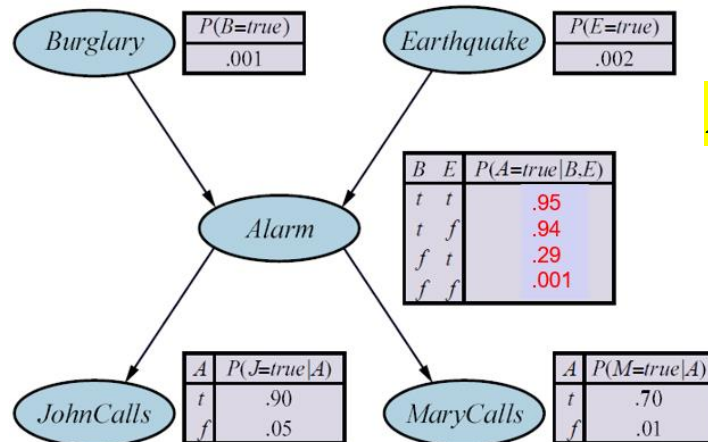 Burglary
P(B=true)
.001
Earthquake
P(E=true)
.002
Alarm
B E P(A=true|B,E)
t t .95
t f .94
f t .29
f f .001
JohnCalls
A P(J=true|A)
t .90
f .05
MaryCalls
A P(M=true|A)
t .70
f .01